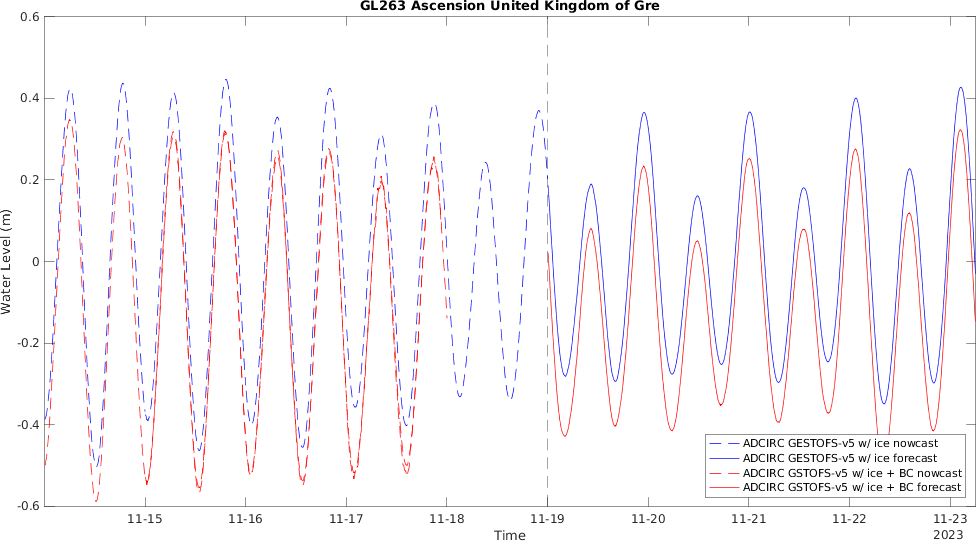 GL263 Ascension United Kingdom of Gre
0.6
0.4
0.2
0
-0.2
-0.4
-0.6
Water Level (m)
11-15 11-16 11-17 11-18 11-19 11-20 11-21 11-22 11-23
Time
2023
ADCIRC GESTOFS-v5 w/ ice nowcast
ADCIRC GESTOFS-v5 w/ ice forecast
ADCIRC GSTOFS-v5 w/ ice + BC nowcast
ADCIRC GSTOFS-v5 w/ ice + BC forecast